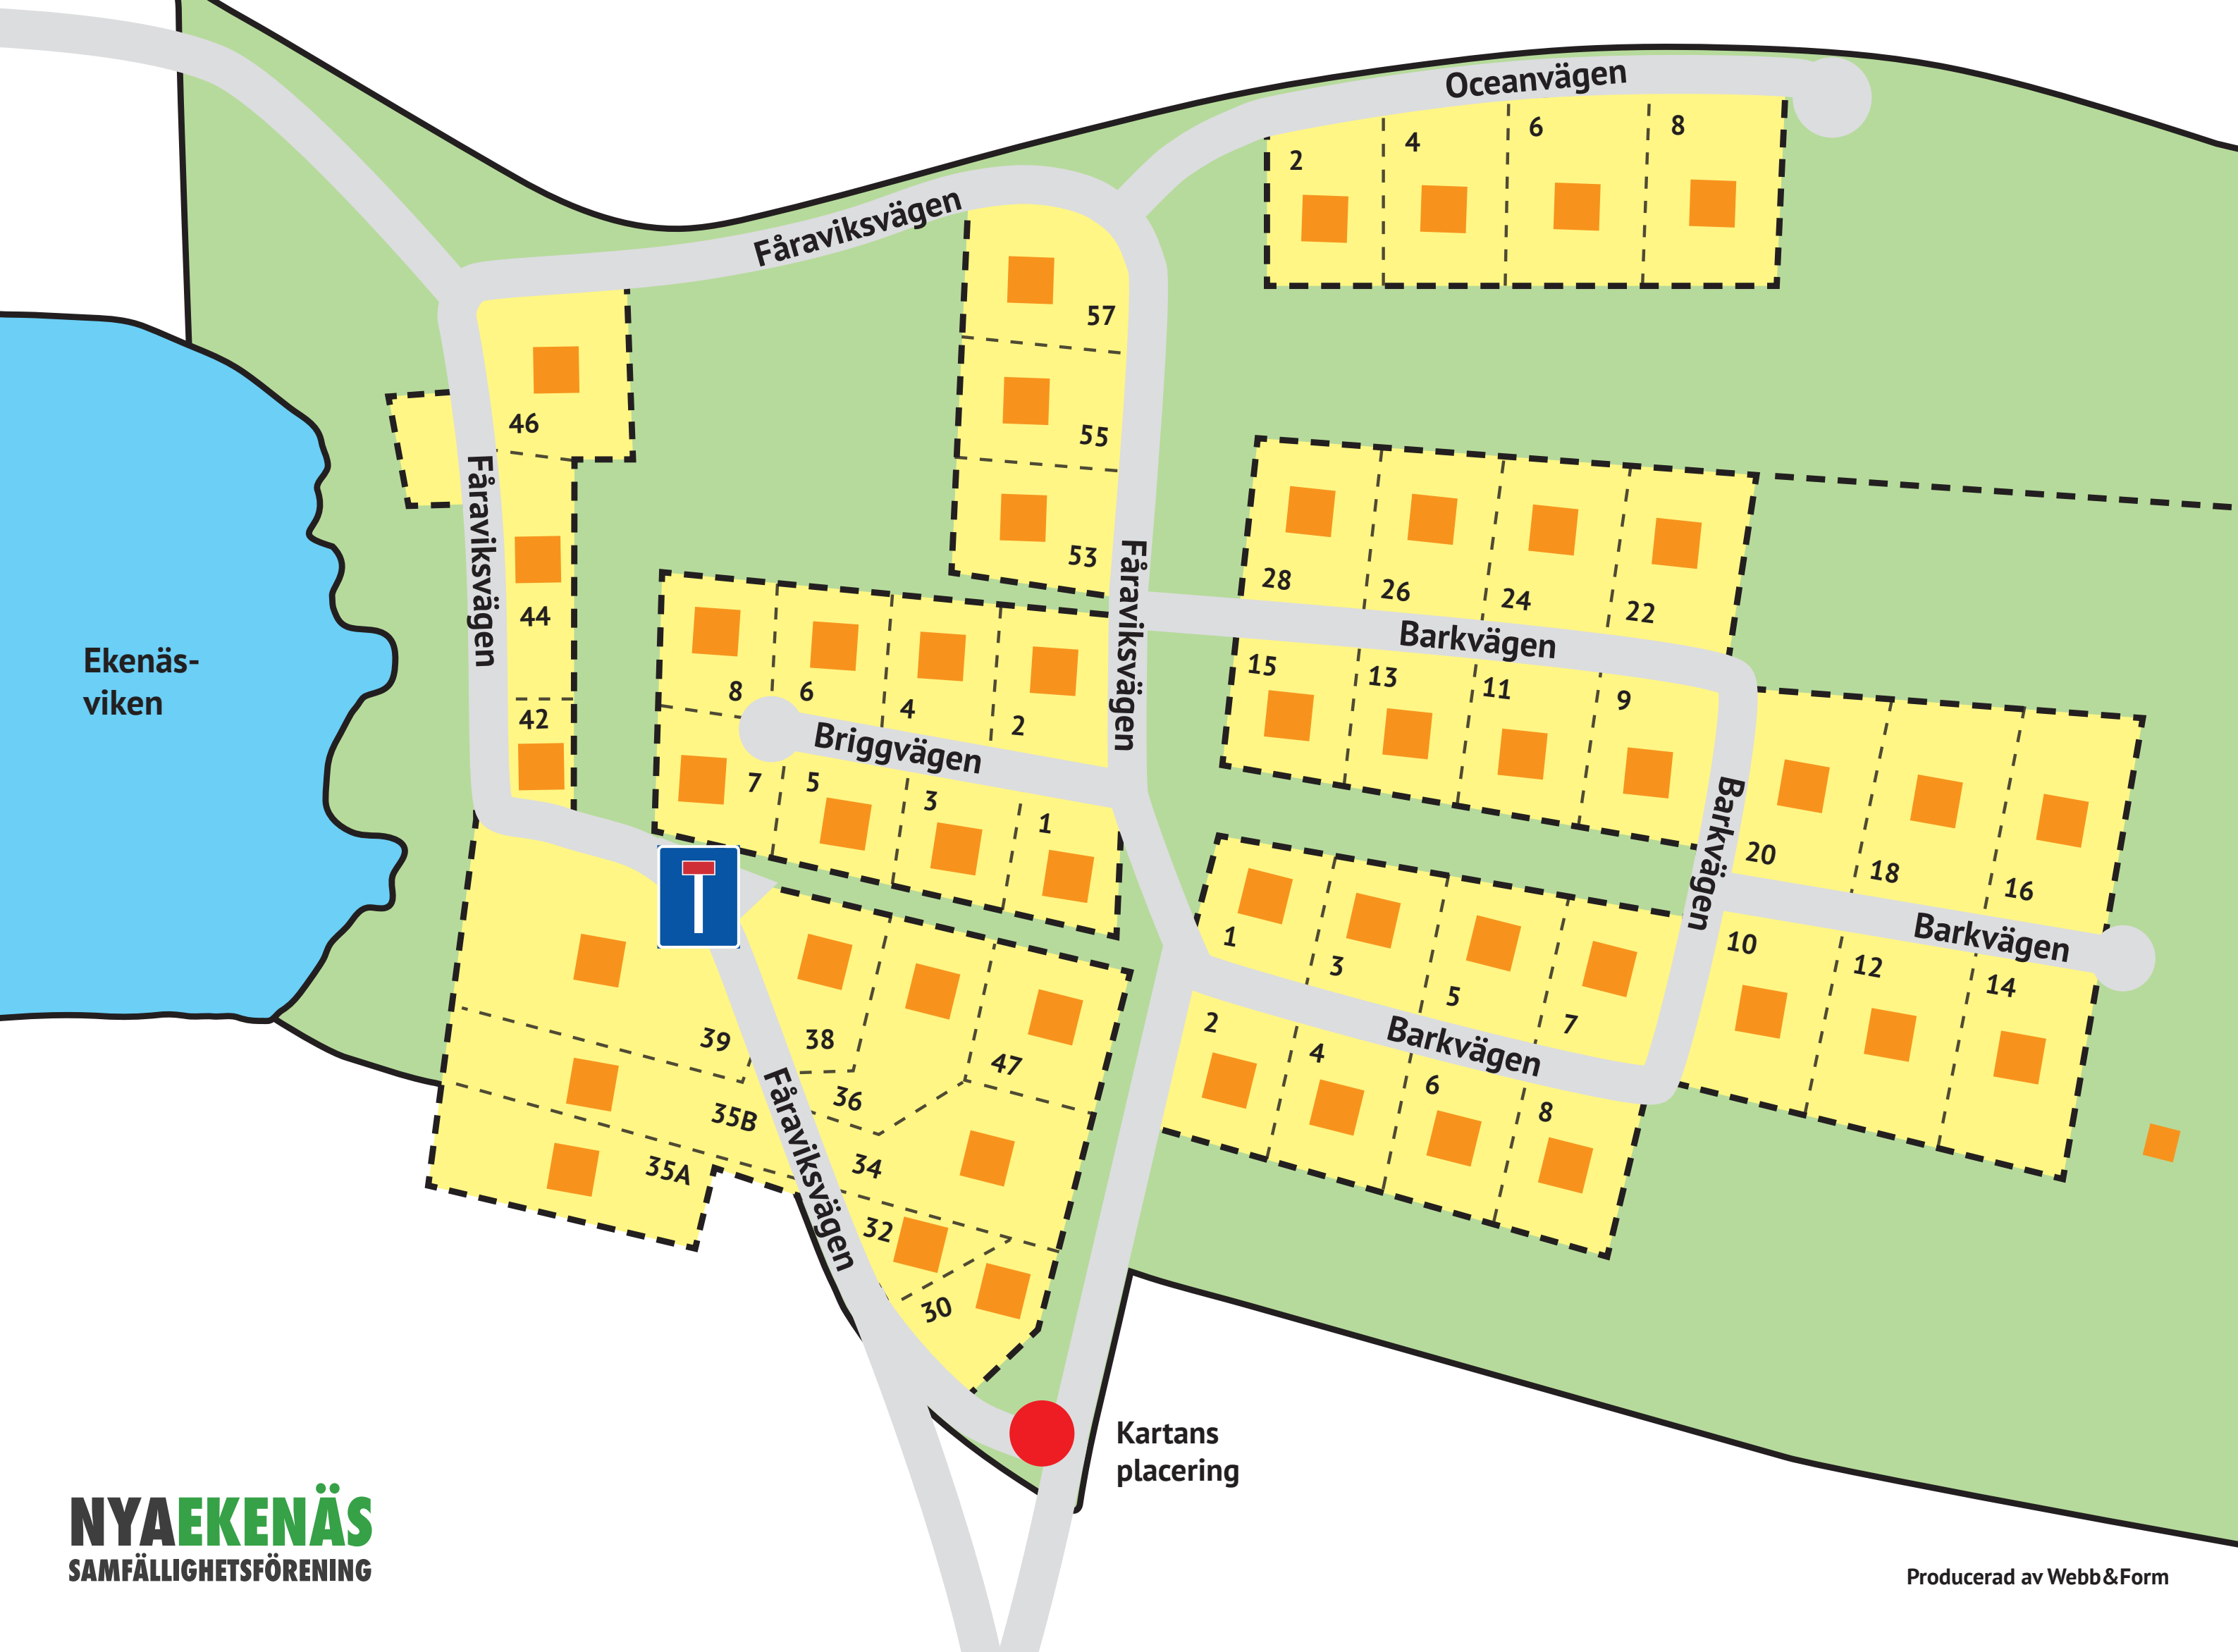 Oceanvägen
2
4
6
8
Fåraviksvägen
57
55
53
46
Fåraviksvägen
44
42
Ekenäs-
viken
Fåraviksvägen
28
26
24
22
Barkvägen
15
13
11
9
8
6
4
2
Briggvägen
7
5
3
1
Barkvägen
20
18
16
Barkvägen
10
12
14
1
3
5
7
Barkvägen
2
4
6
8
39
38
47
36
35B
34
35A
Fåraviksvägen
32
30
Kartans
placering
NYAEKENÄS
SAMFÄLLIGHETSFÖRENING
Producerad av Webb&Form